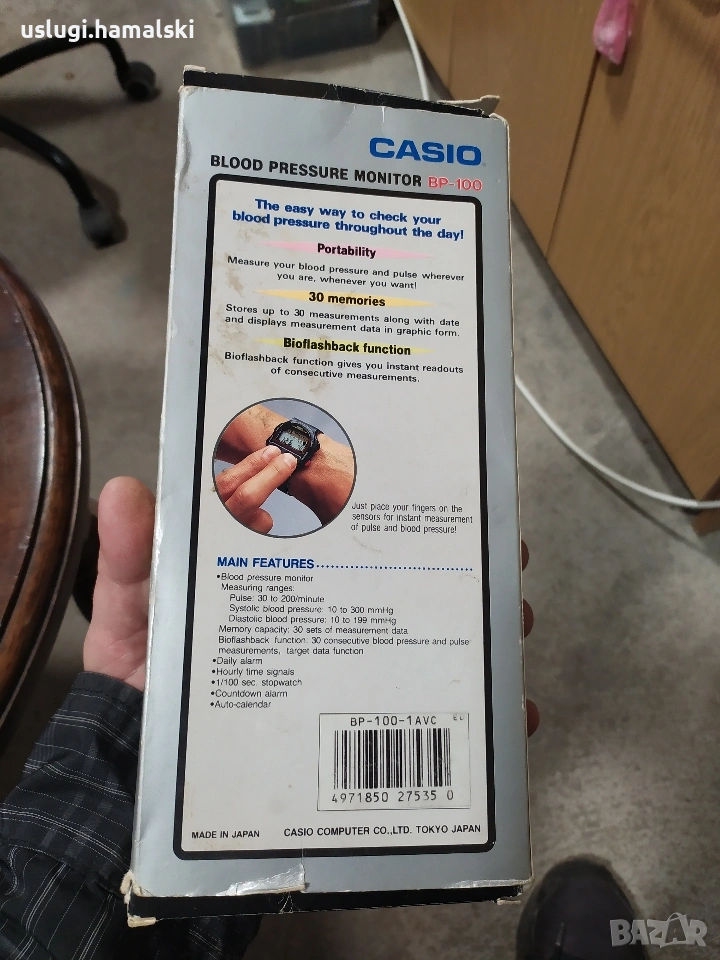 uslugi.hamalski
CASIO
BLOOD PRESSURE MONITOR BP-100
The easy way to check your
blood pressure throughout the day!
Portability
Measure your blood pressure and pulse wherever
you are, whenever you want!
30 memories
Stores up to 30 measurements along with date
and displays measurement data in graphic form.
Bioflashback function
Bioflashback function gives you instant readouts
of consecutive measurements.
Just place your fingers on the
sensors for instant measurement
of pulse and blood pressure!
MAIN FEATURES
•Blood pressure monitor
Measuring ranges:
Pulse: 30 to 200/minute
Systolic blood pressure: 10 to 300 mmHg
Diastolic blood pressure: 10 to 199 mmHg
Memory capacity: 30 sets of measurement data
Bioflashback function: 30 consecutive blood pressure and pulse
measurements, target data function
•Daily alarm
•Hourly time signals
•1/100 sec. stopwatch
•Countdown alarm
•Auto-calendar
BP-100-1AVC
4971850 27535 0
MADE IN JAPAN CASIO COMPUTER CO.,LTD. TOKYO JAPAN
BAZAR